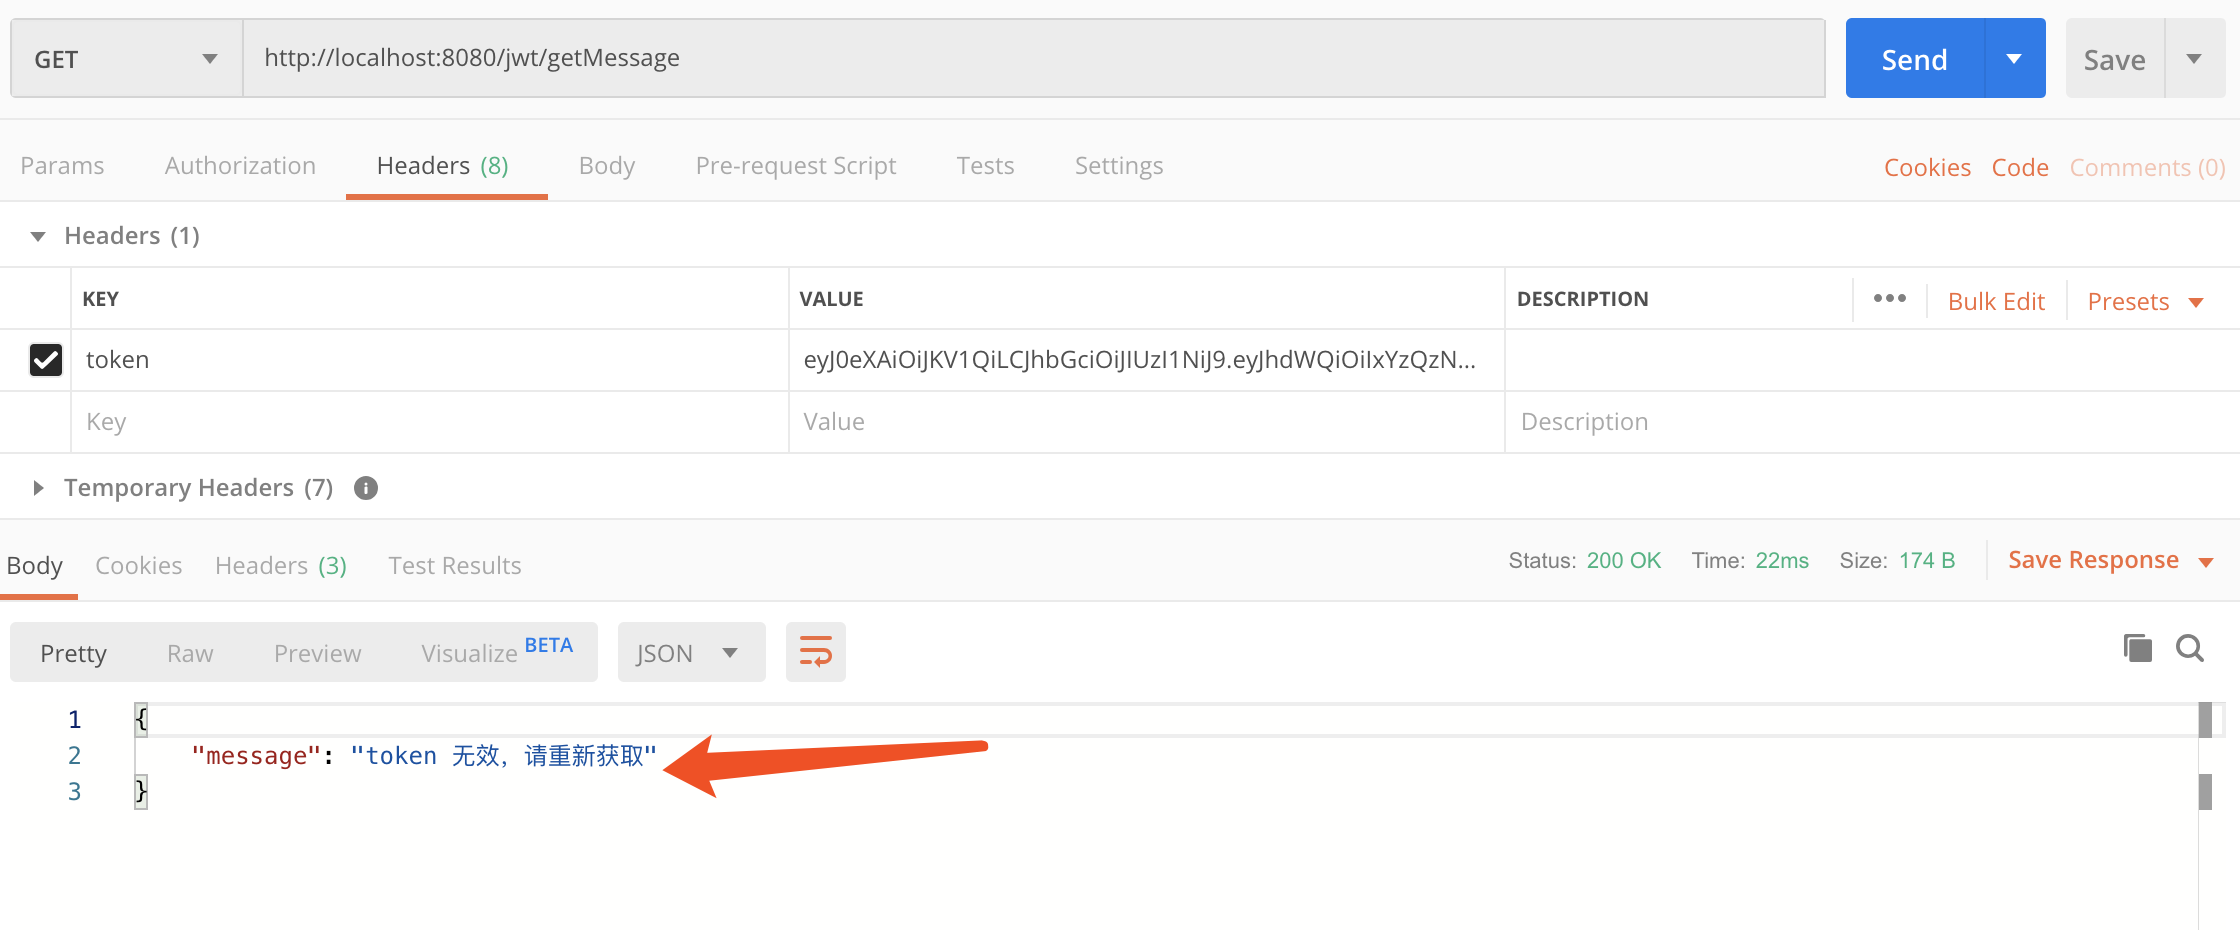 GET http://localhost:8080/jwt/getMessage Send Save
Params Authorization Headers (8) Body Pre-request Script Tests Settings Cookies Code Comments (0)
Headers (1)
KEY VALUE DESCRIPTION ••• Bulk Edit Presets
token eyJ0eXAiOiJKV1QiLCJhbGciOiJIUzI1NiJ9.eyJhdWQiOiIxYzQzN...
Key Value Description
Temporary Headers (7) i
Body Cookies Headers (3) Test Results Status: 200 OK Time: 22ms Size: 174 B Save Response
Pretty Raw Preview Visualize BETA JSON
1 {
2 "message": "token 无效，请重新获取"
3 }